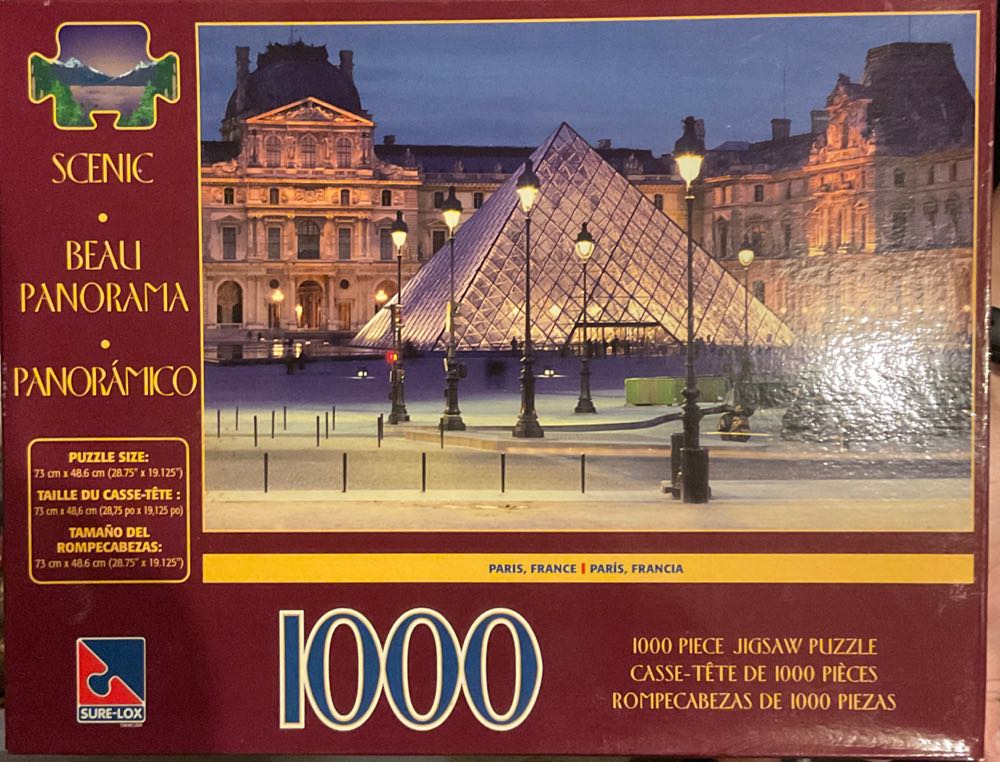 SCENIC
•
BEAU
PANORAMA
•
PANORÁMICO
PUZZLE SIZE:
73 cm x 48.6 cm (28.75" x 19.125")
TAILLE DU CASSE-TÊTE :
73 cm x 48,6 cm (28,75 po x 19,125 po)
TAMAÑO DEL
ROMPECABEZAS:
73 cm x 48.6 cm (28.75" x 19.125")
PARIS, FRANCE | PARÍS, FRANCIA
SURE-LOX
1000
1000 PIECE JIGSAW PUZZLE
CASSE-TÊTE DE 1000 PIÈCES
ROMPECABEZAS DE 1000 PIEZAS